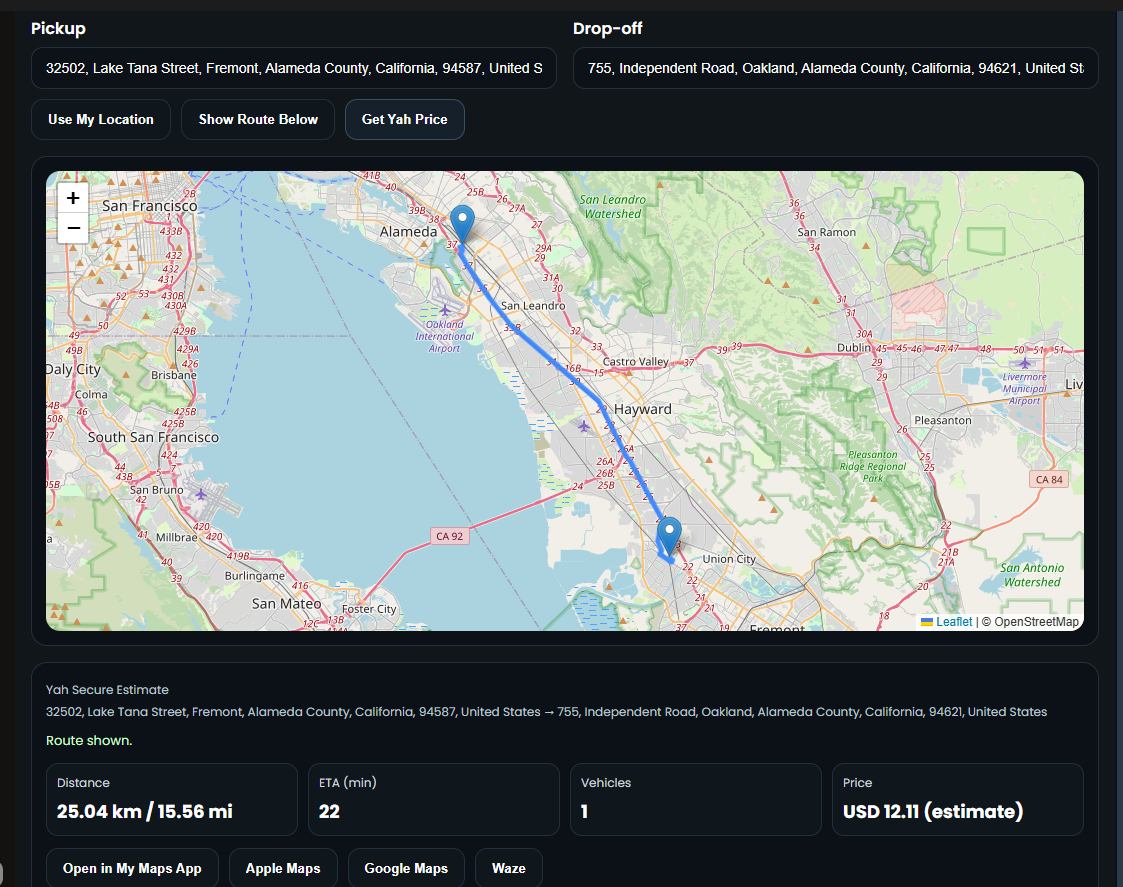 Pickup
Drop-off
32502, Lake Tana Street, Fremont, Alameda County, California, 94587, United S
755, Independent Road, Oakland, Alameda County, California, 94621, United St
Use My Location
Show Route Below
Get Yah Price
+
−
San Francisco
Alameda
San Leandro Watershed
San Ramon
Oakland International Airport
San Leandro
Castro Valley
Dublin
Livermore Municipal Airport
Liv
Daly City
Brisbane
Colma
Hayward
Pleasanton
South San Francisco
Pleasanton Ridge Regional Park
CA 84
San Bruno
Millbrae
CA 92
Union City
Burlingame
San Antonio Watershed
San Mateo
Foster City
Fremont
Leaflet | © OpenStreetMap
Yah Secure Estimate
32502, Lake Tana Street, Fremont, Alameda County, California, 94587, United States → 755, Independent Road, Oakland, Alameda County, California, 94621, United States
Route shown.
Distance
25.04 km / 15.56 mi
ETA (min)
22
Vehicles
1
Price
USD 12.11 (estimate)
Open in My Maps App
Apple Maps
Google Maps
Waze